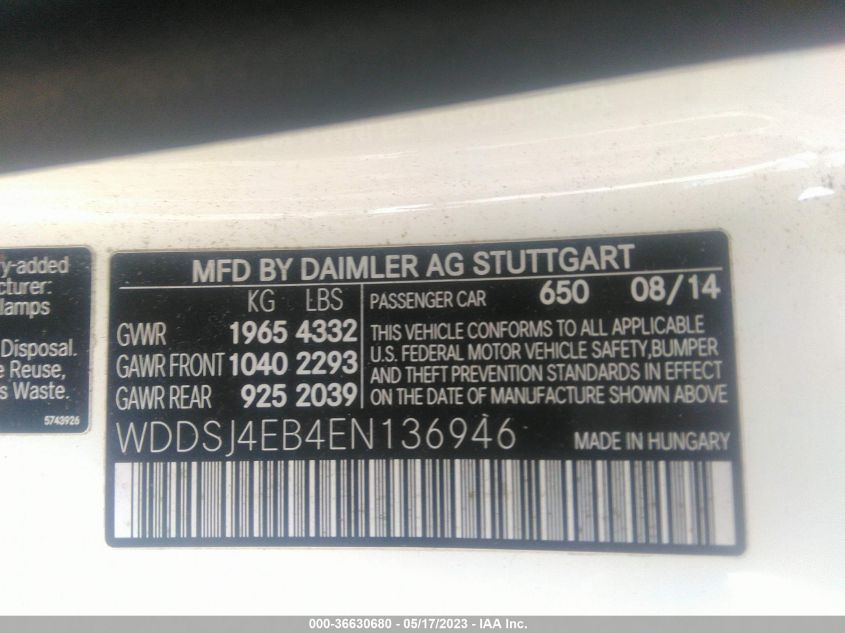 y-added
cturer:
lamps
Disposal.
e Reuse,
s Waste.
5743926
MFD BY DAIMLER AG STUTTGART
KG LBS
GVWR 1965 4332
GAWR FRONT 1040 2293
GAWR REAR 925 2039
PASSENGER CAR 650 08/14
THIS VEHICLE CONFORMS TO ALL APPLICABLE
U.S. FEDERAL MOTOR VEHICLE SAFETY,BUMPER
AND THEFT PREVENTION STANDARDS IN EFFECT
ON THE DATE OF MANUFACTURE SHOWN ABOVE
WDDSJ4EB4EN136946 MADE IN HUNGARY
000-36630680 - 05/17/2023 - IAA Inc.